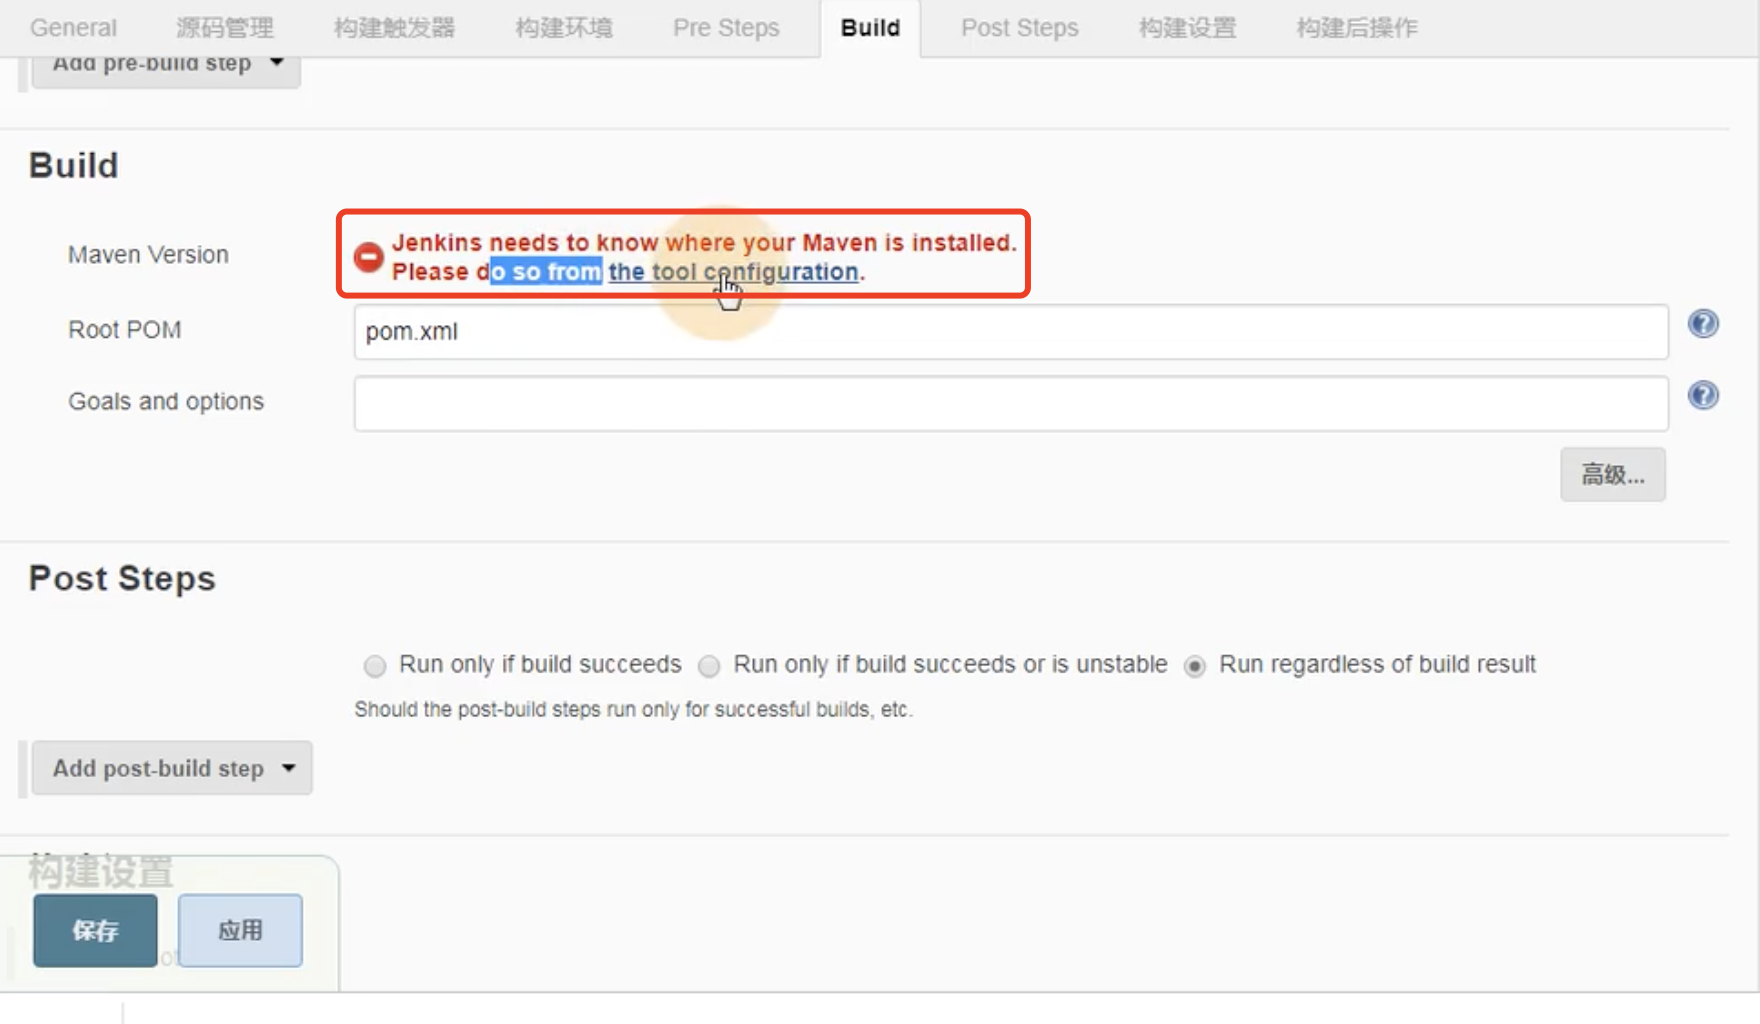 General 源码管理 构建触发器 构建环境 Pre Steps Build Post Steps 构建设置 构建后操作
Add pre-build step
Build
Maven Version
Jenkins needs to know where your Maven is installed.
Please do so from the tool configuration.
Root POM
pom.xml
Goals and options
高级...
Post Steps
Run only if build succeeds Run only if build succeeds or is unstable Run regardless of build result
Should the post-build steps run only for successful builds, etc.
Add post-build step
构建设置
保存 应用